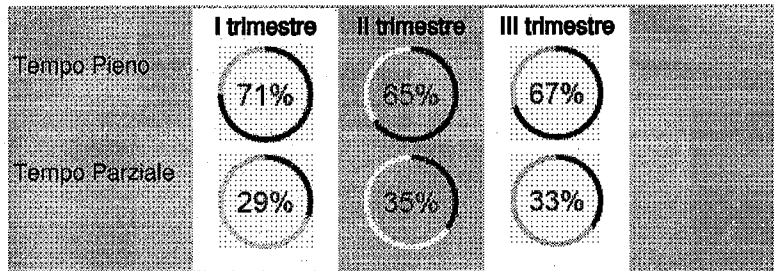 I trimestre II trimestre III trimestre
Tempo Pieno
71% 65% 67%
Tempo Parziale
29% 35% 33%